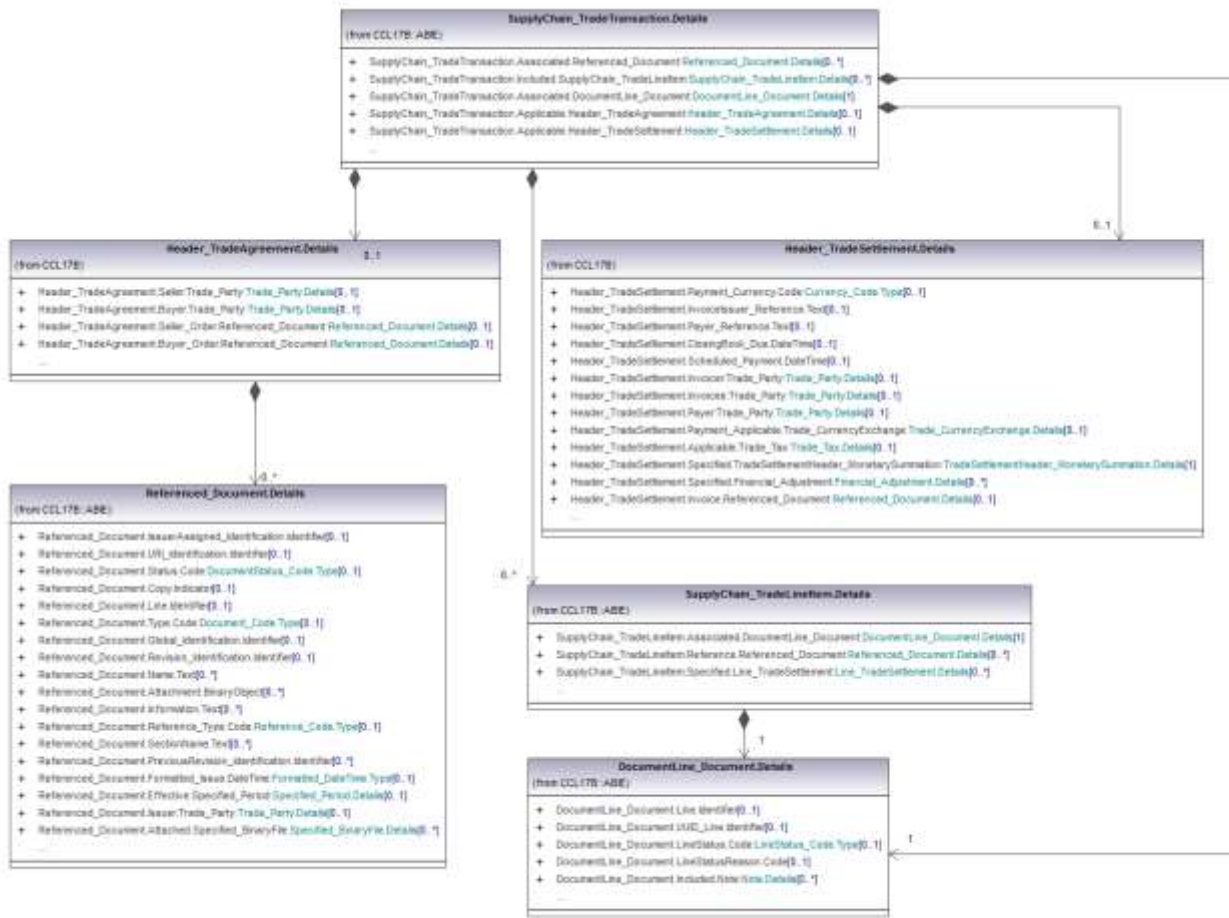 SupplyChain_TradeTransaction.Details
(from CCL17B::ABIE)
+ SupplyChain_TradeTransaction.Associated.Referenced_Document:Referenced_Document.Details[0..*]
+ SupplyChain_TradeTransaction.Included.SupplyChain_TradeLineItem:SupplyChain_TradeLineItem.Details[0..*]
+ SupplyChain_TradeTransaction.Associated.DocumentLine_Document:DocumentLine_Document.Details[1]
+ SupplyChain_TradeTransaction.Applicable.Header_TradeAgreement:Header_TradeAgreement.Details[0..1]
+ SupplyChain_TradeTransaction.Applicable.Header_TradeSettlement:Header_TradeSettlement.Details[0..1]
...
0..1
0..1
Header_TradeAgreement.Details
(from CCL17B)
+ Header_TradeAgreement.Seller.Trade_Party:Trade_Party.Details[0..1]
+ Header_TradeAgreement.Buyer.Trade_Party:Trade_Party.Details[0..1]
+ Header_TradeAgreement.Seller_Order.Referenced_Document:Referenced_Document.Details[0..1]
+ Header_TradeAgreement.Buyer_Order.Referenced_Document:Referenced_Document.Details[0..1]
...
Header_TradeSettlement.Details
(from CCL17B)
+ Header_TradeSettlement.Payment_Currency.Code:Currency_Code.Type[0..1]
+ Header_TradeSettlement.InvoiceIssuer_Reference.Text[0..1]
+ Header_TradeSettlement.Payer_Reference.Text[0..1]
+ Header_TradeSettlement.ClosingBook_Due.DateTime[0..1]
+ Header_TradeSettlement.Scheduled_Payment.DateTime[0..1]
+ Header_TradeSettlement.Invoicer.Trade_Party:Trade_Party.Details[0..1]
+ Header_TradeSettlement.Invoicee.Trade_Party:Trade_Party.Details[0..1]
+ Header_TradeSettlement.Payer.Trade_Party:Trade_Party.Details[0..1]
+ Header_TradeSettlement.Payment_Applicable.Trade_CurrencyExchange:Trade_CurrencyExchange.Details[0..1]
+ Header_TradeSettlement.Applicable.Trade_Tax:Trade_Tax.Details[0..1]
+ Header_TradeSettlement.Specified.TradeSettlementHeader_MonetarySummation:TradeSettlementHeader_MonetarySummation.Details[1]
+ Header_TradeSettlement.Specified.Financial_Adjustment:Financial_Adjustment.Details[0..*]
+ Header_TradeSettlement.Invoice.Referenced_Document:Referenced_Document.Details[0..1]
...
0..*
Referenced_Document.Details
(from CCL17B::ABIE)
+ Referenced_Document.IssuerAssigned_Identification.Identifier[0..1]
+ Referenced_Document.URI_Identification.Identifier[0..1]
+ Referenced_Document.Status.Code:DocumentStatus_Code.Type[0..1]
+ Referenced_Document.Copy.Indicator[0..1]
+ Referenced_Document.Line.Identifier[0..1]
+ Referenced_Document.Type.Code:Document_Code.Type[0..1]
+ Referenced_Document.Global_Identification.Identifier[0..1]
+ Referenced_Document.Revision_Identification.Identifier[0..1]
+ Referenced_Document.Name.Text[0..*]
+ Referenced_Document.Attachment.BinaryObject[0..*]
+ Referenced_Document.Information.Text[0..*]
+ Referenced_Document.Reference_Type.Code:Reference_Code.Type[0..1]
+ Referenced_Document.SectionName.Text[0..*]
+ Referenced_Document.PreviousRevision_Identification.Identifier[0..*]
+ Referenced_Document.Formatted_Issue.DateTime:Formatted_DateTime.Type[0..1]
+ Referenced_Document.Effective.Specified_Period:Specified_Period.Details[0..1]
+ Referenced_Document.Issuer.Trade_Party:Trade_Party.Details[0..1]
+ Referenced_Document.Attached.Specified_BinaryFile:Specified_BinaryFile.Details[0..*]
...
0..*
SupplyChain_TradeLineItem.Details
(from CCL17B::ABIE)
+ SupplyChain_TradeLineItem.Associated.DocumentLine_Document:DocumentLine_Document.Details[1]
+ SupplyChain_TradeLineItem.Reference.Referenced_Document:Referenced_Document.Details[0..*]
+ SupplyChain_TradeLineItem.Specified.Line_TradeSettlement:Line_TradeSettlement.Details[0..*]
...
1
DocumentLine_Document.Details
(from CCL17B::ABIE)
+ DocumentLine_Document.Line.Identifier[0..1]
+ DocumentLine_Document.UUID_Line.Identifier[0..1]
+ DocumentLine_Document.LineStatus.Code:LineStatus_Code.Type[0..1]
+ DocumentLine_Document.LineStatusReason.Code[0..1]
+ DocumentLine_Document.Included.Note:Note.Details[0..*]
...
1